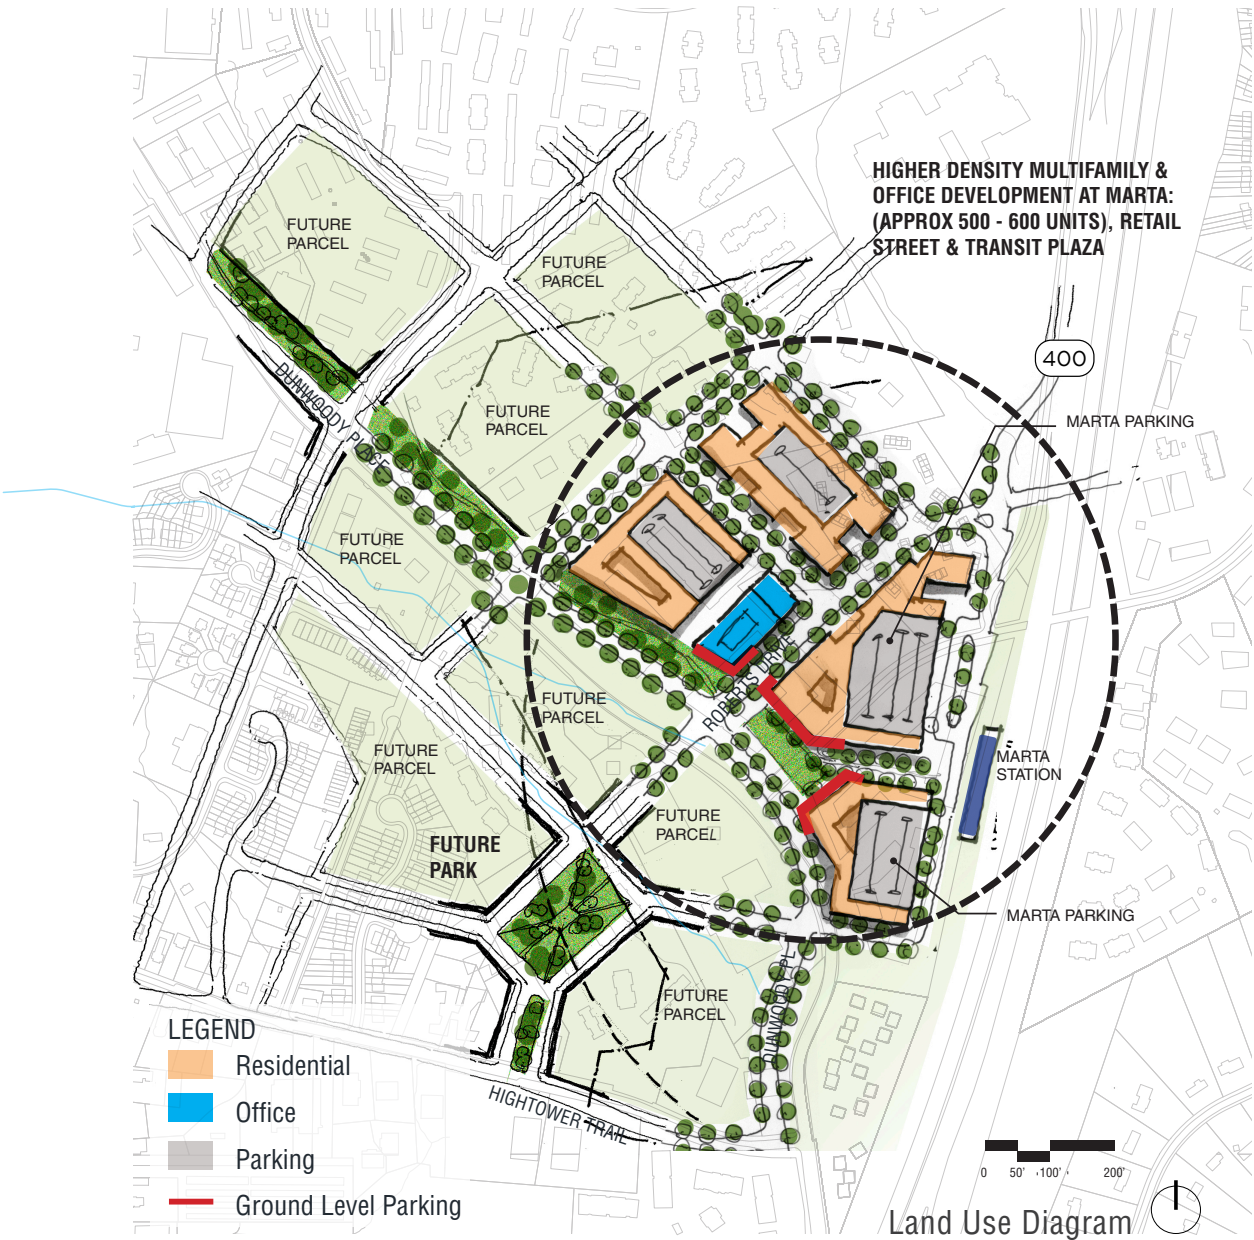 HIGHER DENSITY MULTIFAMILY &
OFFICE DEVELOPMENT AT MARTA:
(APPROX 500 - 600 UNITS), RETAIL
STREET & TRANSIT PLAZA
FUTURE
PARCEL
FUTURE
PARCEL
400
DUNWOODY PLACE
FUTURE
PARCEL
MARTA PARKING
FUTURE
PARCEL
FUTURE
PARCEL
ROBERTS DRIVE
FUTURE
PARCEL
MARTA
STATION
FUTURE
PARCEL
FUTURE
PARK
MARTA PARKING
FUTURE
PARCEL
DUNWOODY PL
HIGHTOWER TRAIL
LEGEND
Residential
Office
Parking
Ground Level Parking
0 50' 100' 200'
Land Use Diagram